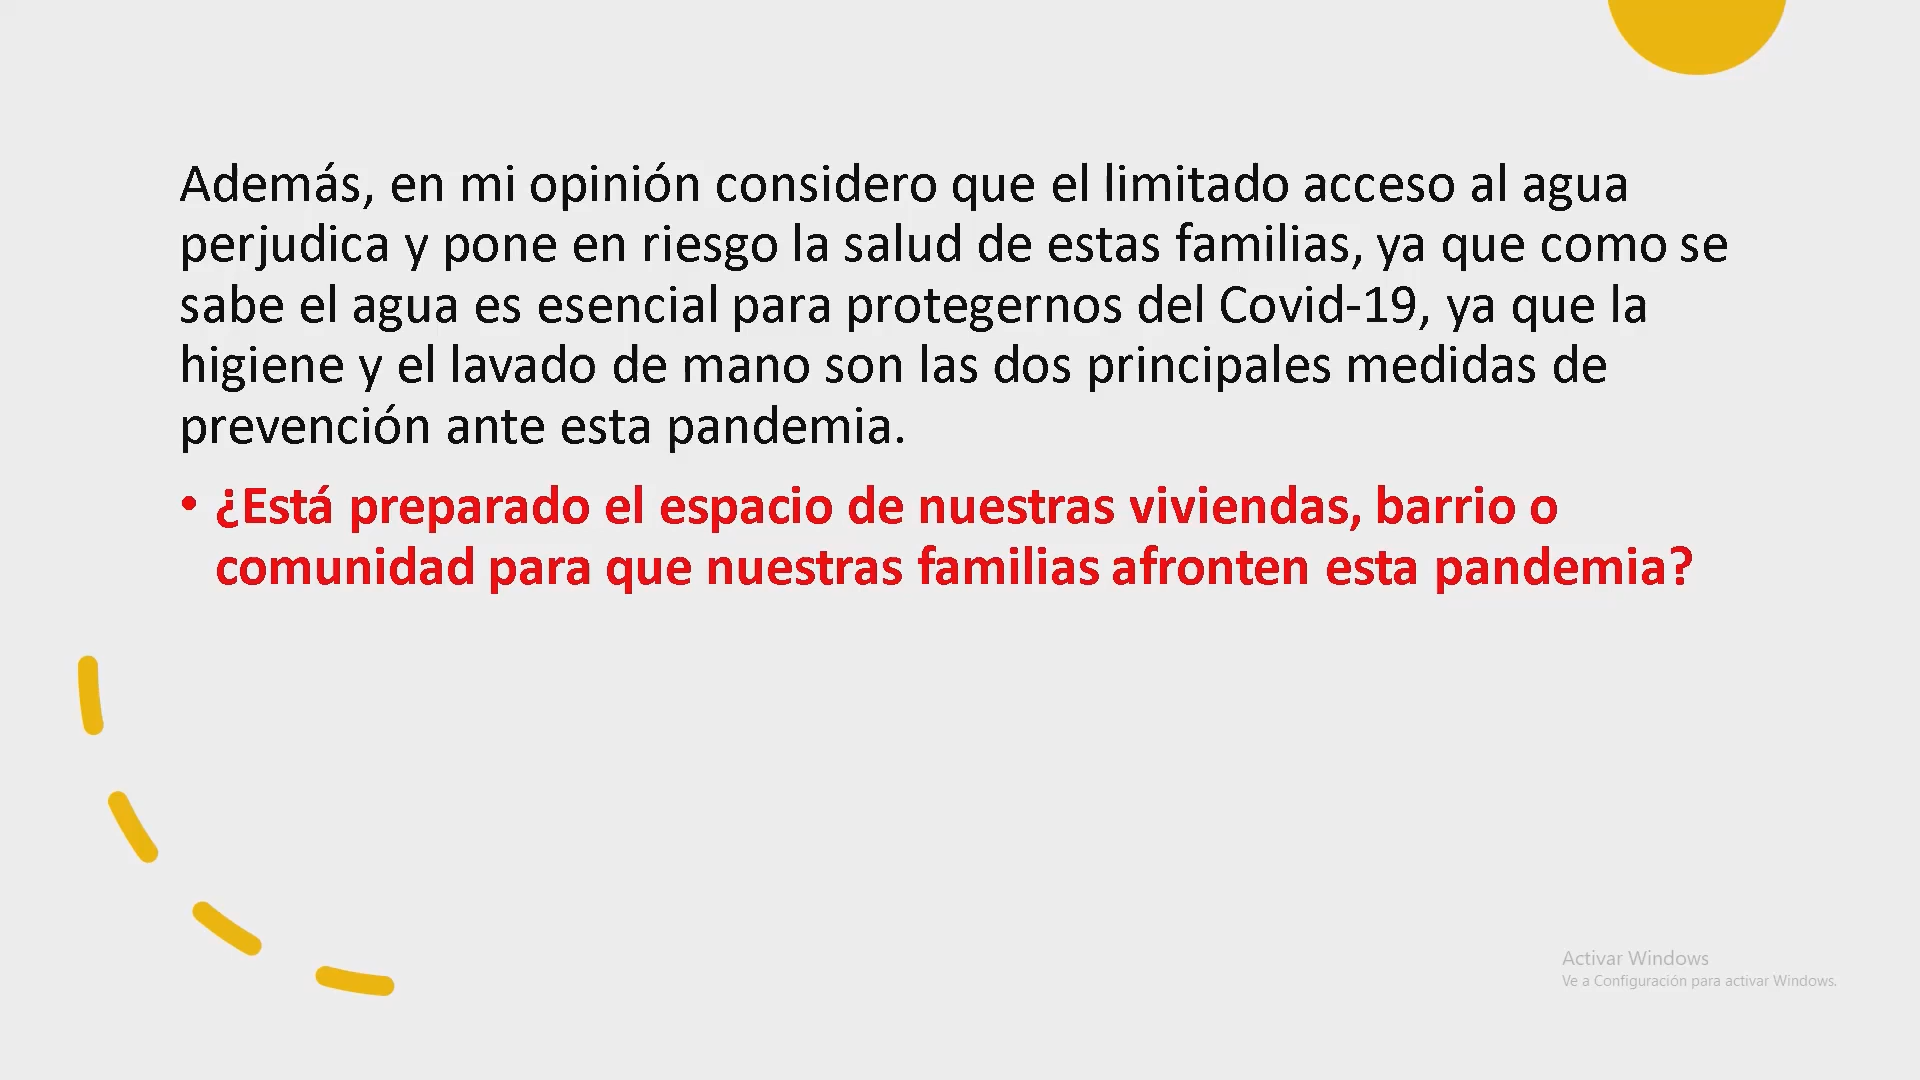 Además, en mi opinión considero que el limitado acceso al agua
perjudica y pone en riesgo la salud de estas familias, ya que como se
sabe el agua es esencial para protegernos del Covid-19, ya que la
higiene y el lavado de mano son las dos principales medidas de
prevención ante esta pandemia.
• ¿Está preparado el espacio de nuestras viviendas, barrio o
comunidad para que nuestras familias afronten esta pandemia?
Activar Windows
Ve a Configuración para activar Windows.